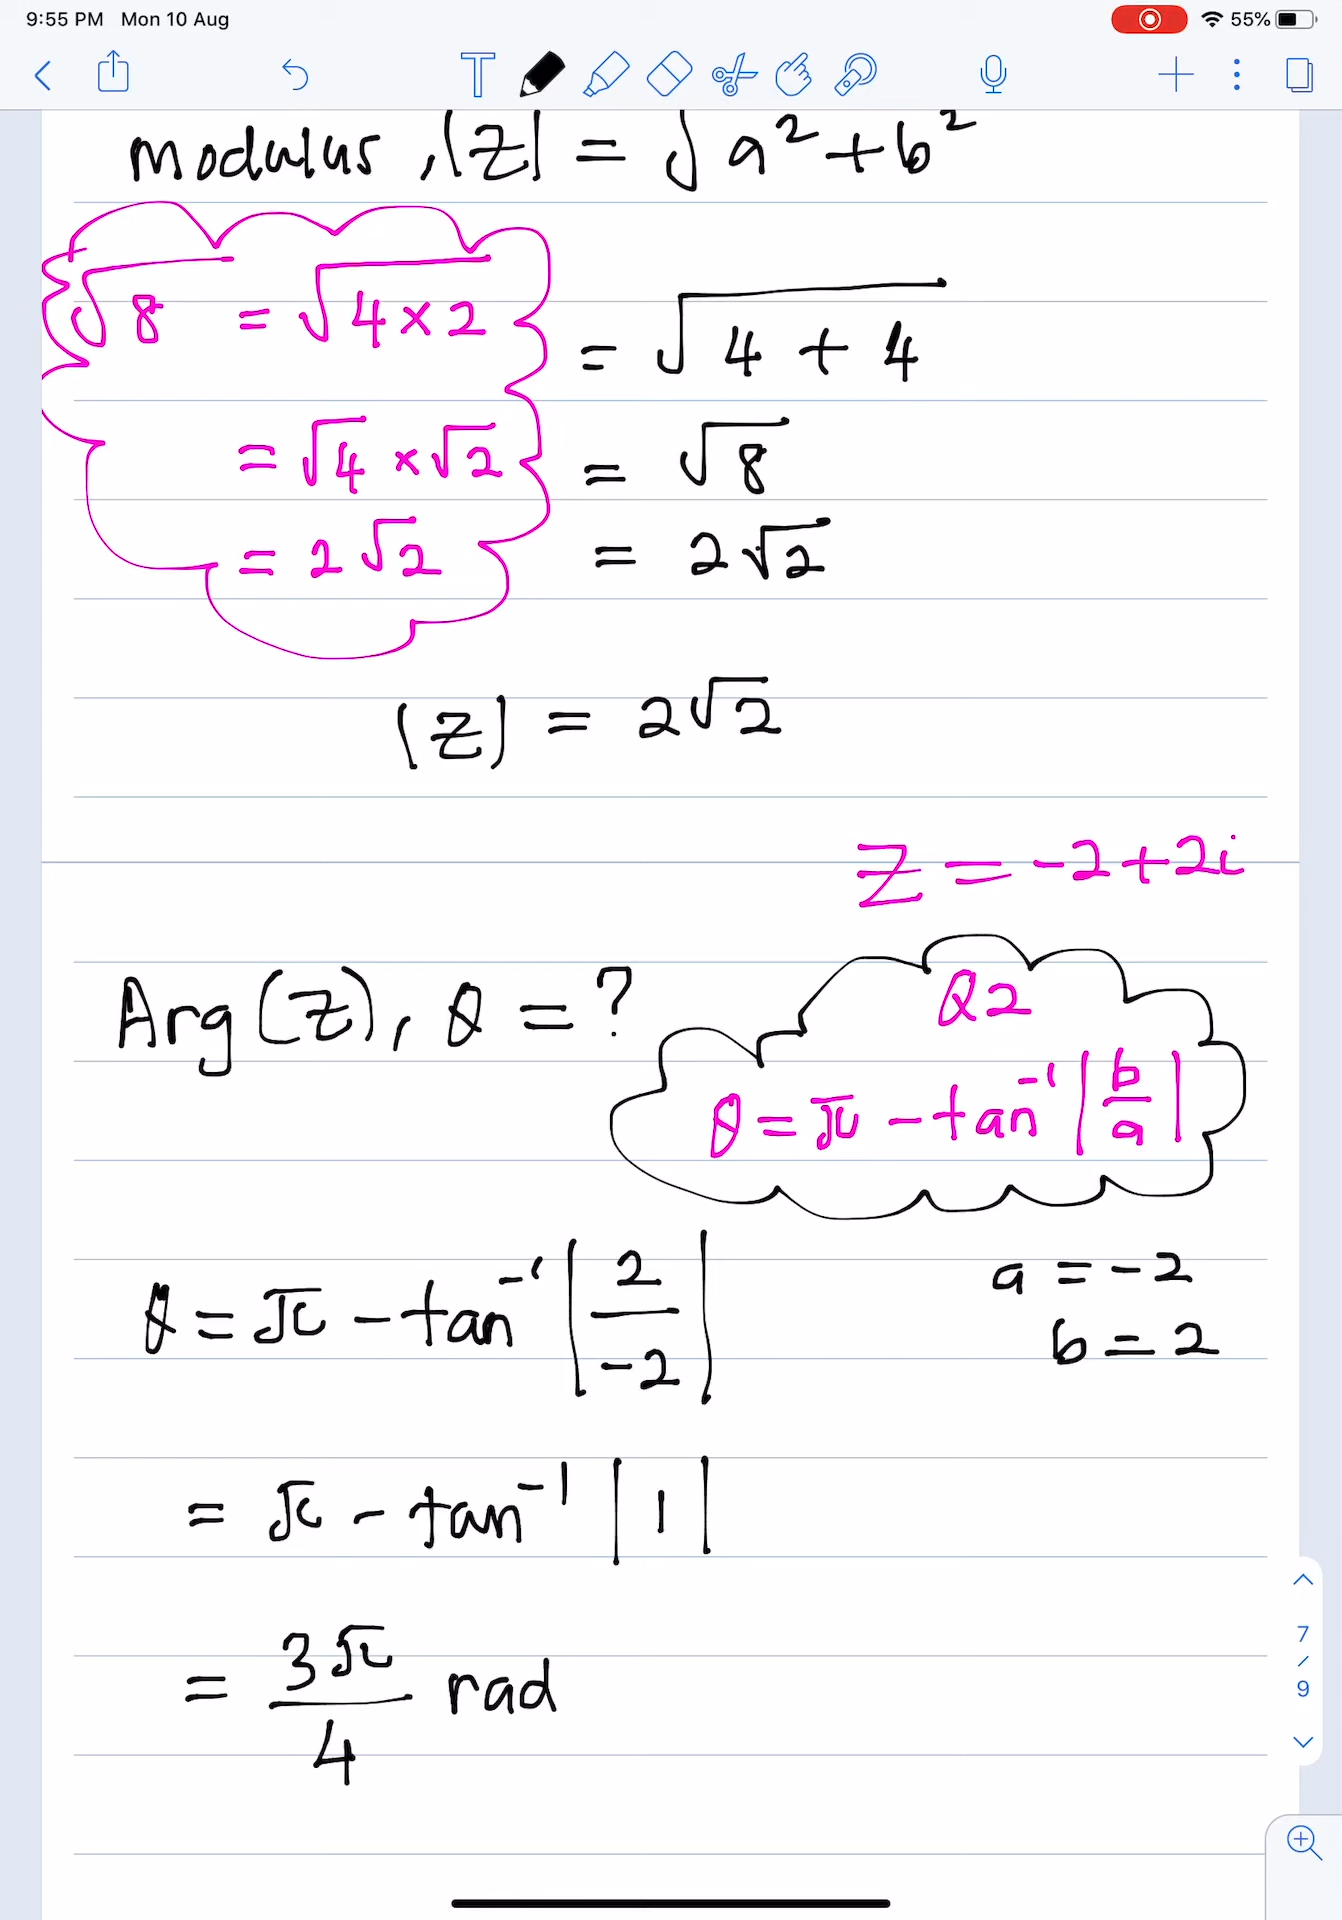 9:55 PM Mon 10 Aug 55%
modulus, |z| = √a² + b²
√8 = √4 × 2
= √4 + 4
= √4 × √2
= √8
= 2√2
= 2√2
|z| = 2√2
z = -2 + 2i
Arg(z), θ = ?
Q2
θ = π - tan⁻¹ |b/a|
θ = π - tan⁻¹ |2/-2|
a = -2
b = 2
= π - tan⁻¹ |1|
= 3π/4 rad
7
/
9